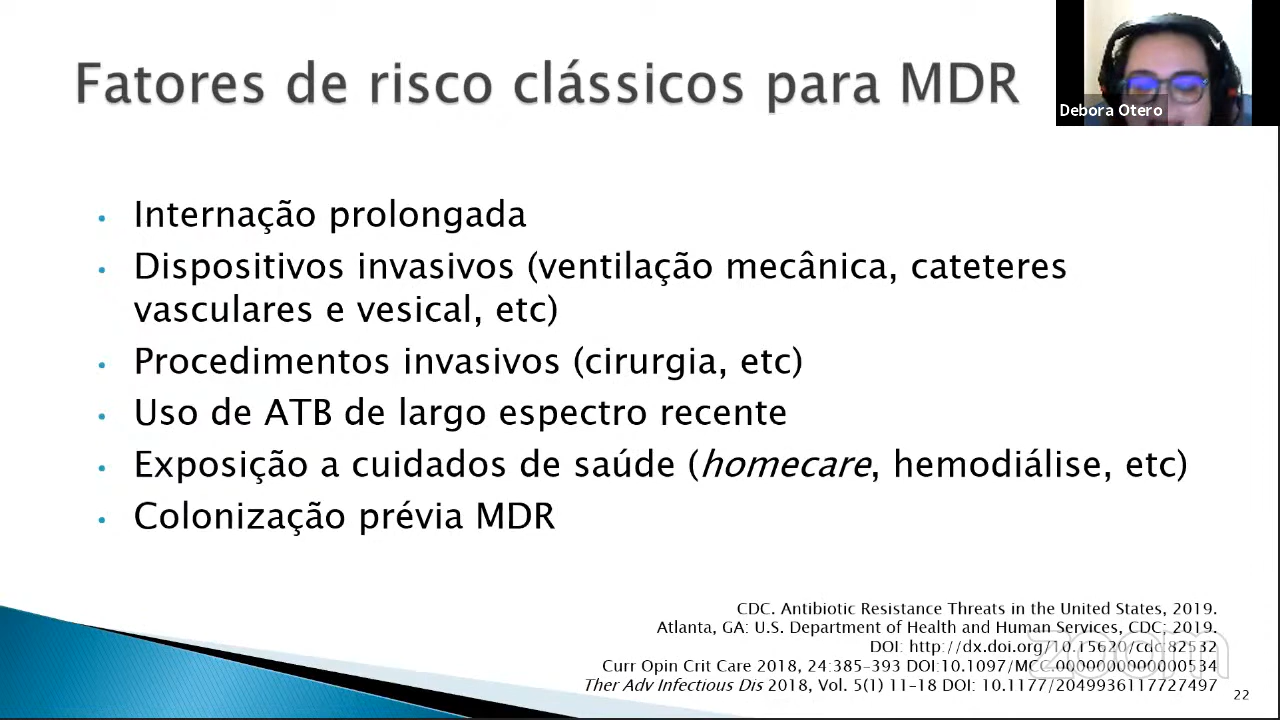 Fatores de risco clássicos para MDR
Debora Otero
• Internação prolongada
• Dispositivos invasivos (ventilação mecânica, cateteres
vasculares e vesical, etc)
• Procedimentos invasivos (cirurgia, etc)
• Uso de ATB de largo espectro recente
• Exposição a cuidados de saúde (homecare, hemodiálise, etc)
• Colonização prévia MDR
CDC. Antibiotic Resistance Threats in the United States, 2019.
Atlanta, GA: U.S. Department of Health and Human Services, CDC; 2019.
DOI: http://dx.doi.org/10.15620/cdc:82532
Curr Opin Crit Care 2018, 24:385-393 DOI:10.1097/MCC.0000000000000534
Ther Adv Infectious Dis 2018, Vol. 5(1) 11-18 DOI: 10.1177/2049936117727497
zoom
22